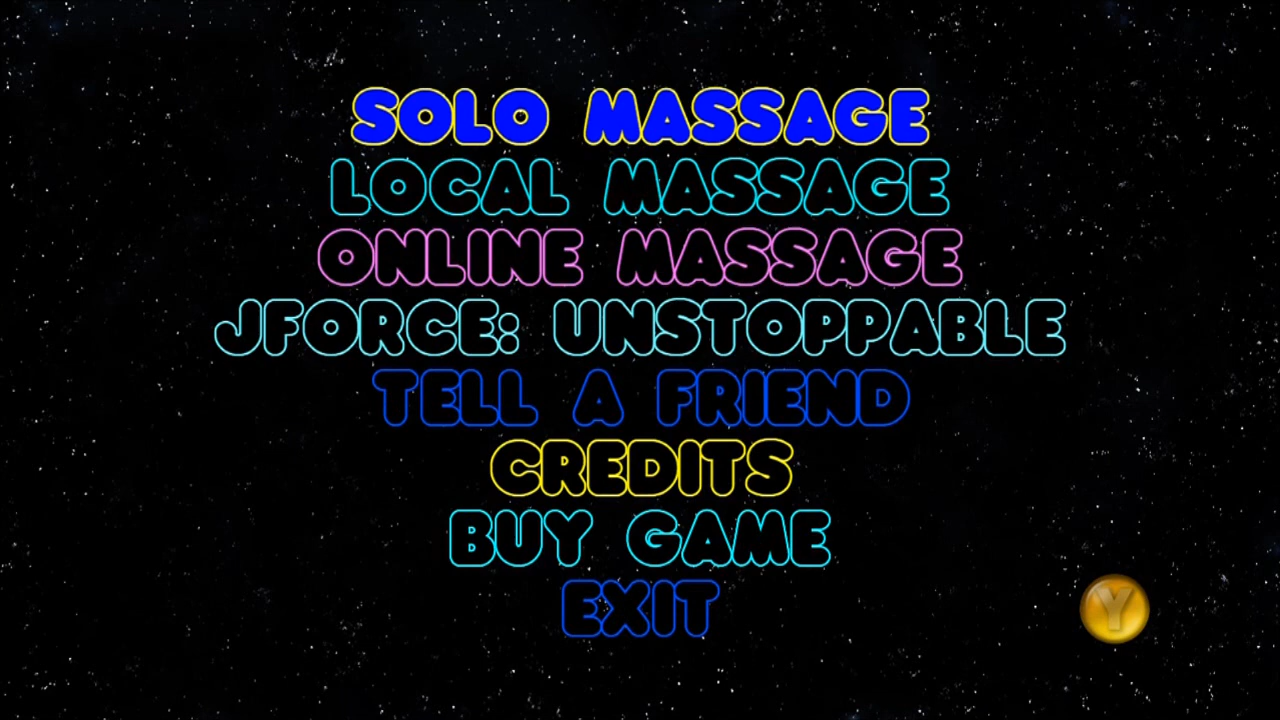 SOLO MASSAGE
LOCAL MASSAGE
ONLINE MASSAGE
JFORCE: UNSTOPPABLE
TELL A FRIEND
CREDITS
BUY GAME
EXIT
Y